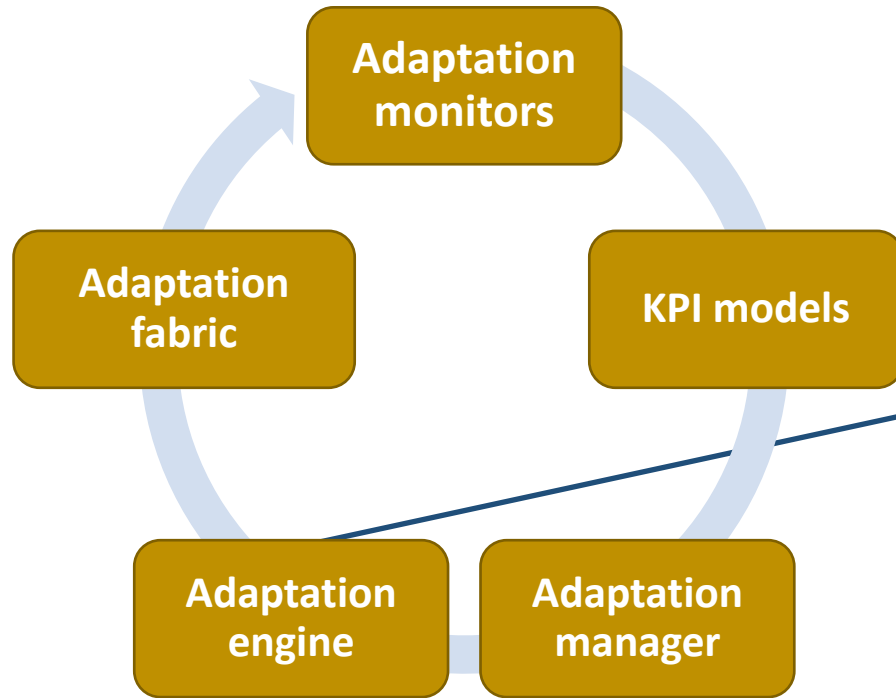 Adaptation
monitors
Adaptation
fabric
KPI models
Adaptation
engine
Adaptation
manager